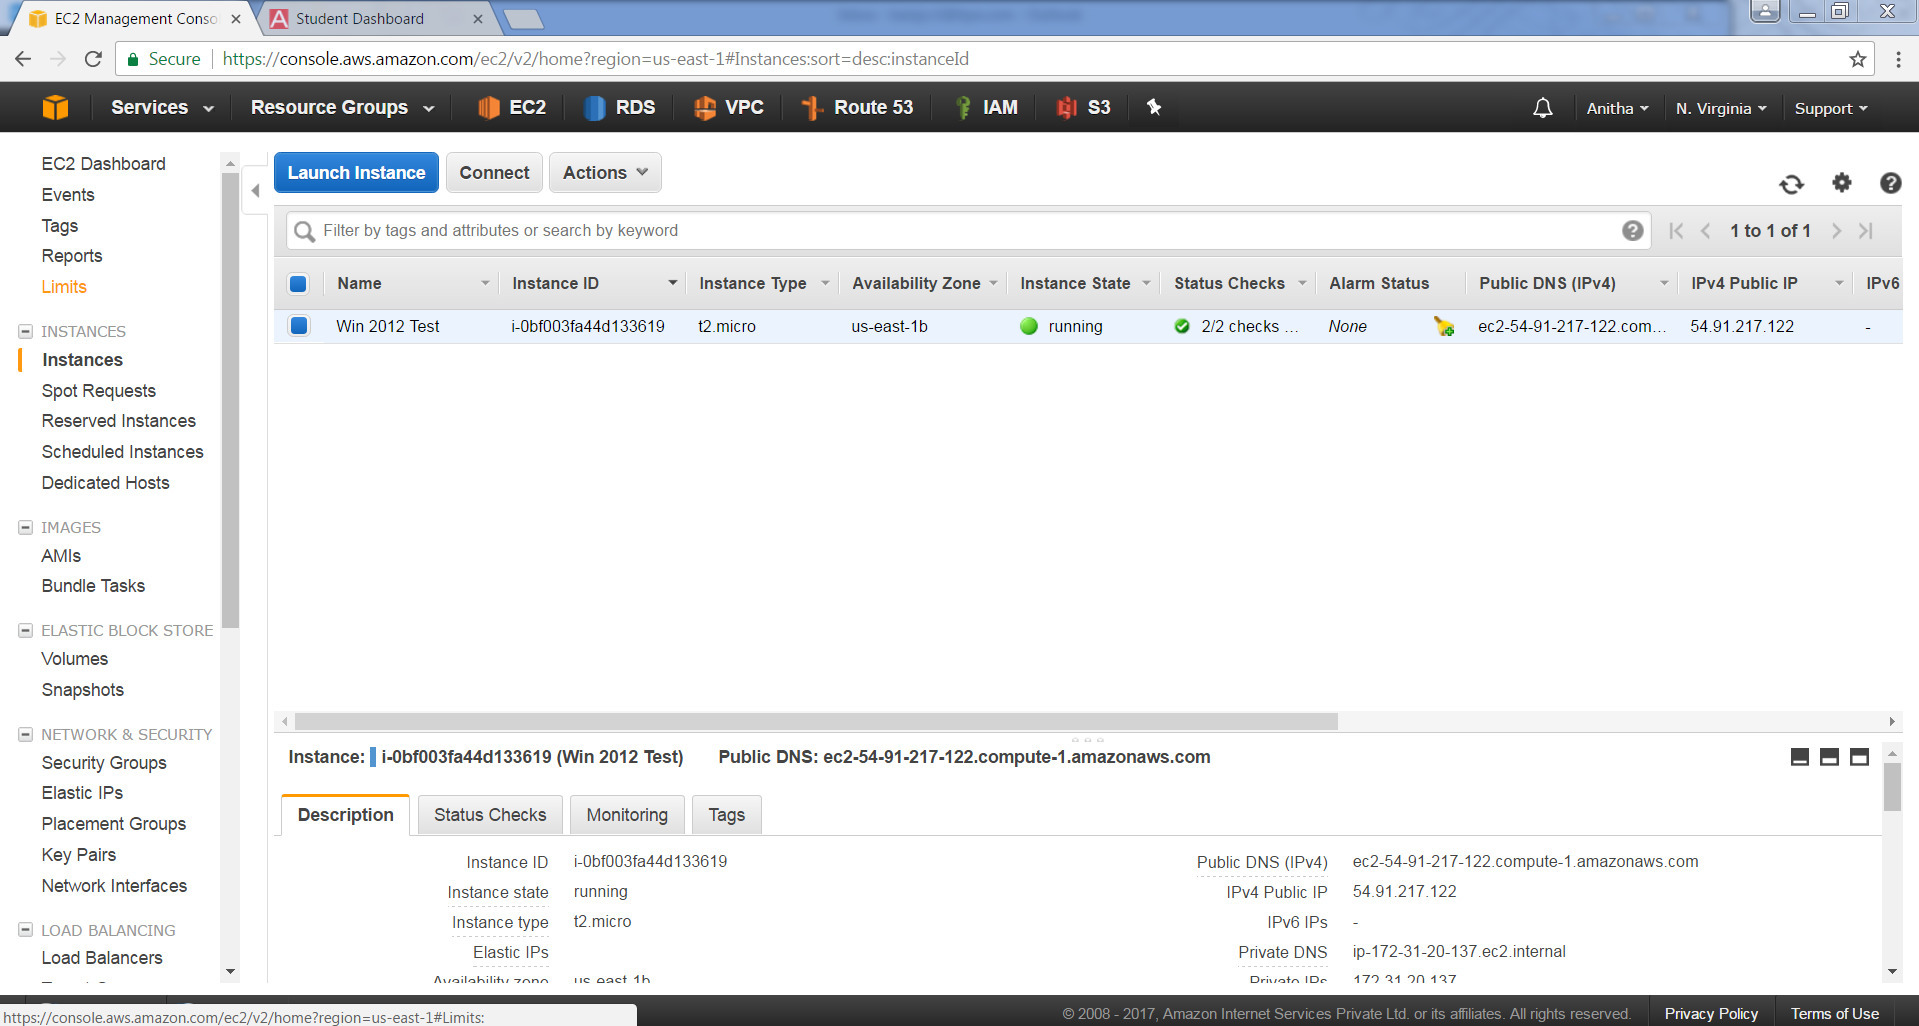 EC2 Management Conso
Student Dashboard
Secure https://console.aws.amazon.com/ec2/v2/home?region=us-east-1#Instances:sort=desc:instanceId
Services Resource Groups EC2 RDS VPC Route 53 IAM S3 Anitha N. Virginia Support
EC2 Dashboard
Events
Tags
Reports
Limits
INSTANCES
Instances
Spot Requests
Reserved Instances
Scheduled Instances
Dedicated Hosts
IMAGES
AMIs
Bundle Tasks
ELASTIC BLOCK STORE
Volumes
Snapshots
NETWORK & SECURITY
Security Groups
Elastic IPs
Placement Groups
Key Pairs
Network Interfaces
LOAD BALANCING
Load Balancers
Launch Instance Connect Actions
Filter by tags and attributes or search by keyword
1 to 1 of 1
Name Instance ID Instance Type Availability Zone Instance State Status Checks Alarm Status Public DNS (IPv4) IPv4 Public IP IPv6
Win 2012 Test i-0bf003fa44d133619 t2.micro us-east-1b running 2/2 checks ... None ec2-54-91-217-122.com... 54.91.217.122 -
Instance: i-0bf003fa44d133619 (Win 2012 Test) Public DNS: ec2-54-91-217-122.compute-1.amazonaws.com
Description Status Checks Monitoring Tags
Instance ID i-0bf003fa44d133619 Public DNS (IPv4) ec2-54-91-217-122.compute-1.amazonaws.com
Instance state running IPv4 Public IP 54.91.217.122
Instance type t2.micro IPv6 IPs -
Elastic IPs Private DNS ip-172-31-20-137.ec2.internal
Availability zone us-east-1b Private IPs 172.31.20.137
https://console.aws.amazon.com/ec2/v2/home?region=us-east-1#Limits:
© 2008 - 2017, Amazon Internet Services Private Ltd. or its affiliates. All rights reserved. Privacy Policy Terms of Use